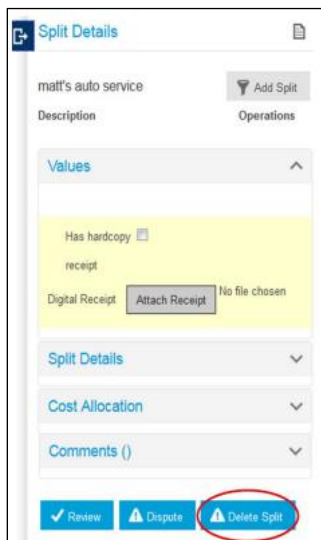 Split Details
matt's auto service Add Split
Description Operations
Values
Has hardcopy
receipt
Digital Receipt Attach Receipt No file chosen
Split Details
Cost Allocation
Comments ()
Review Dispute Delete Split